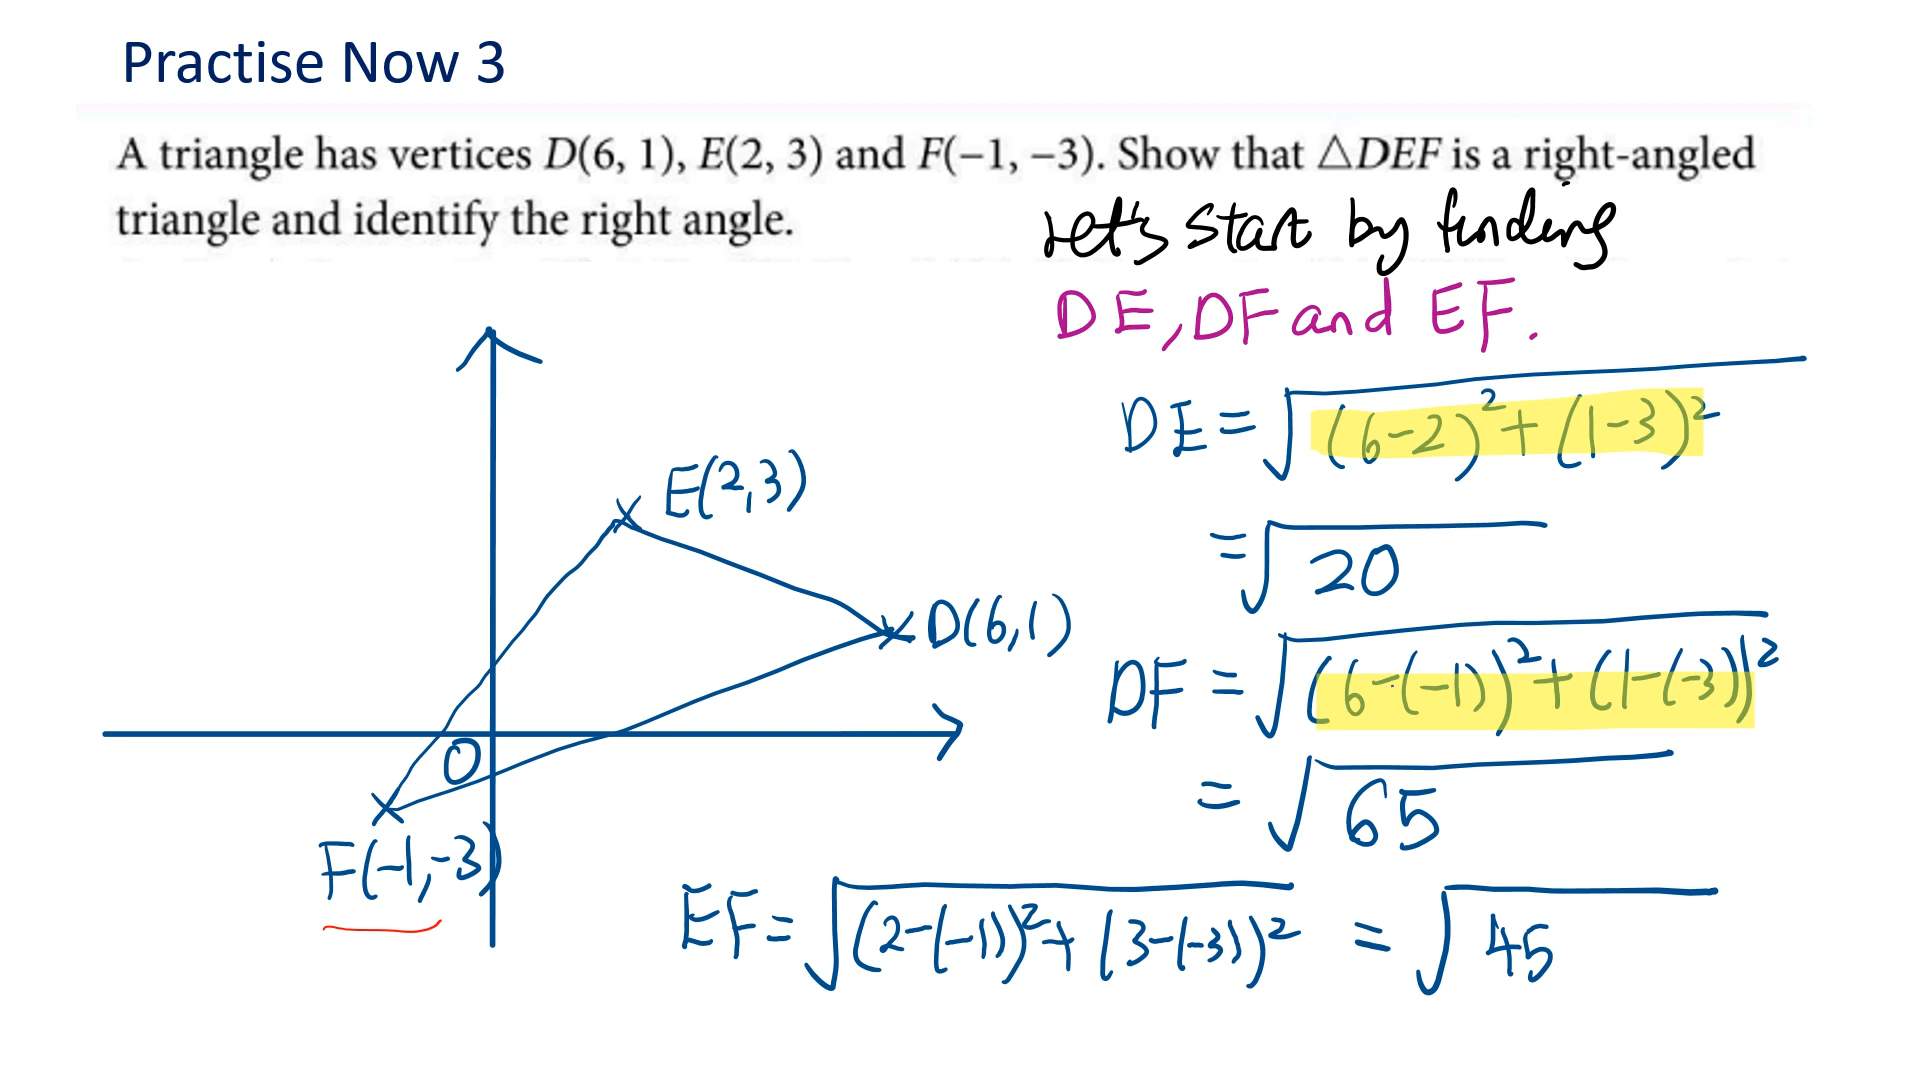 Practise Now 3
A triangle has vertices D(6, 1), E(2, 3) and F(−1, −3). Show that △DEF is a right-angled
triangle and identify the right angle.
Let's start by finding
DE, DF and EF.
DE = √((6-2)² + (1-3)²)
= √20
E(2,3)
D(6,1)
DF = √((6-(-1))² + (1-(-3))²)
= √65
O
F(-1,-3)
EF = √((2-(-1))² + (3-(-3))²) = √45